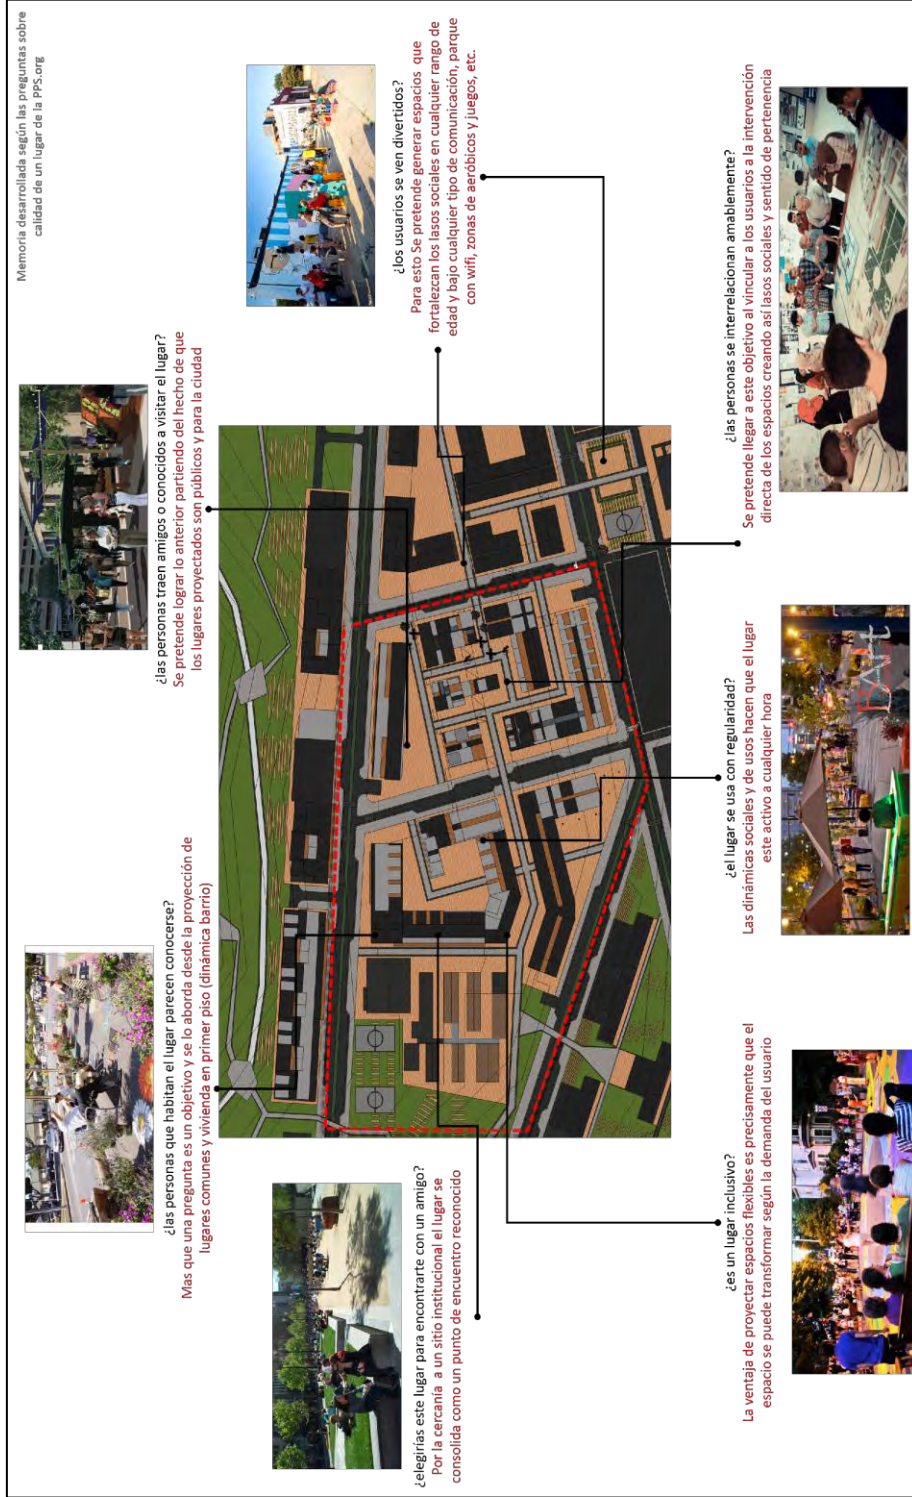 Memoria desarrollada según las preguntas sobre
calidad de un lugar de la PPS.org
¿las personas que habitan el lugar parecen conocerse?
Mas que una pregunta es un objetivo y se lo aborda desde la proyección de
lugares comunes y vivienda en primer piso (dinámica barrio)
¿las personas traen amigos o conocidos a visitar el lugar?
Se pretende lograr lo anterior partiendo del hecho de que
los lugares proyectados son públicos y para la ciudad
¿los usuarios se ven divertidos?
Para esto Se pretende generar espacios que
fortalezcan los lasos sociales en cualquier rango de
edad y bajo cualquier tipo de comunicación, parque
con wifi, zonas de aeróbicos y juegos, etc.
¿elegirías este lugar para encontrarte con un amigo?
Por la cercanía a un sitio institucional el lugar se
consolida como un punto de encuentro reconocido
¿es un lugar inclusivo?
La ventaja de proyectar espacios flexibles es precisamente que el
espacio se puede transformar según la demanda del usuario
¿el lugar se usa con regularidad?
Las dinámicas sociales y de usos hacen que el lugar
este activo a cualquier hora
¿las personas se interrelacionan amablemente?
Se pretende llegar a este objetivo al vincular a los usuarios a la intervención
directa de los espacios creando así lasos sociales y sentido de pertenencia